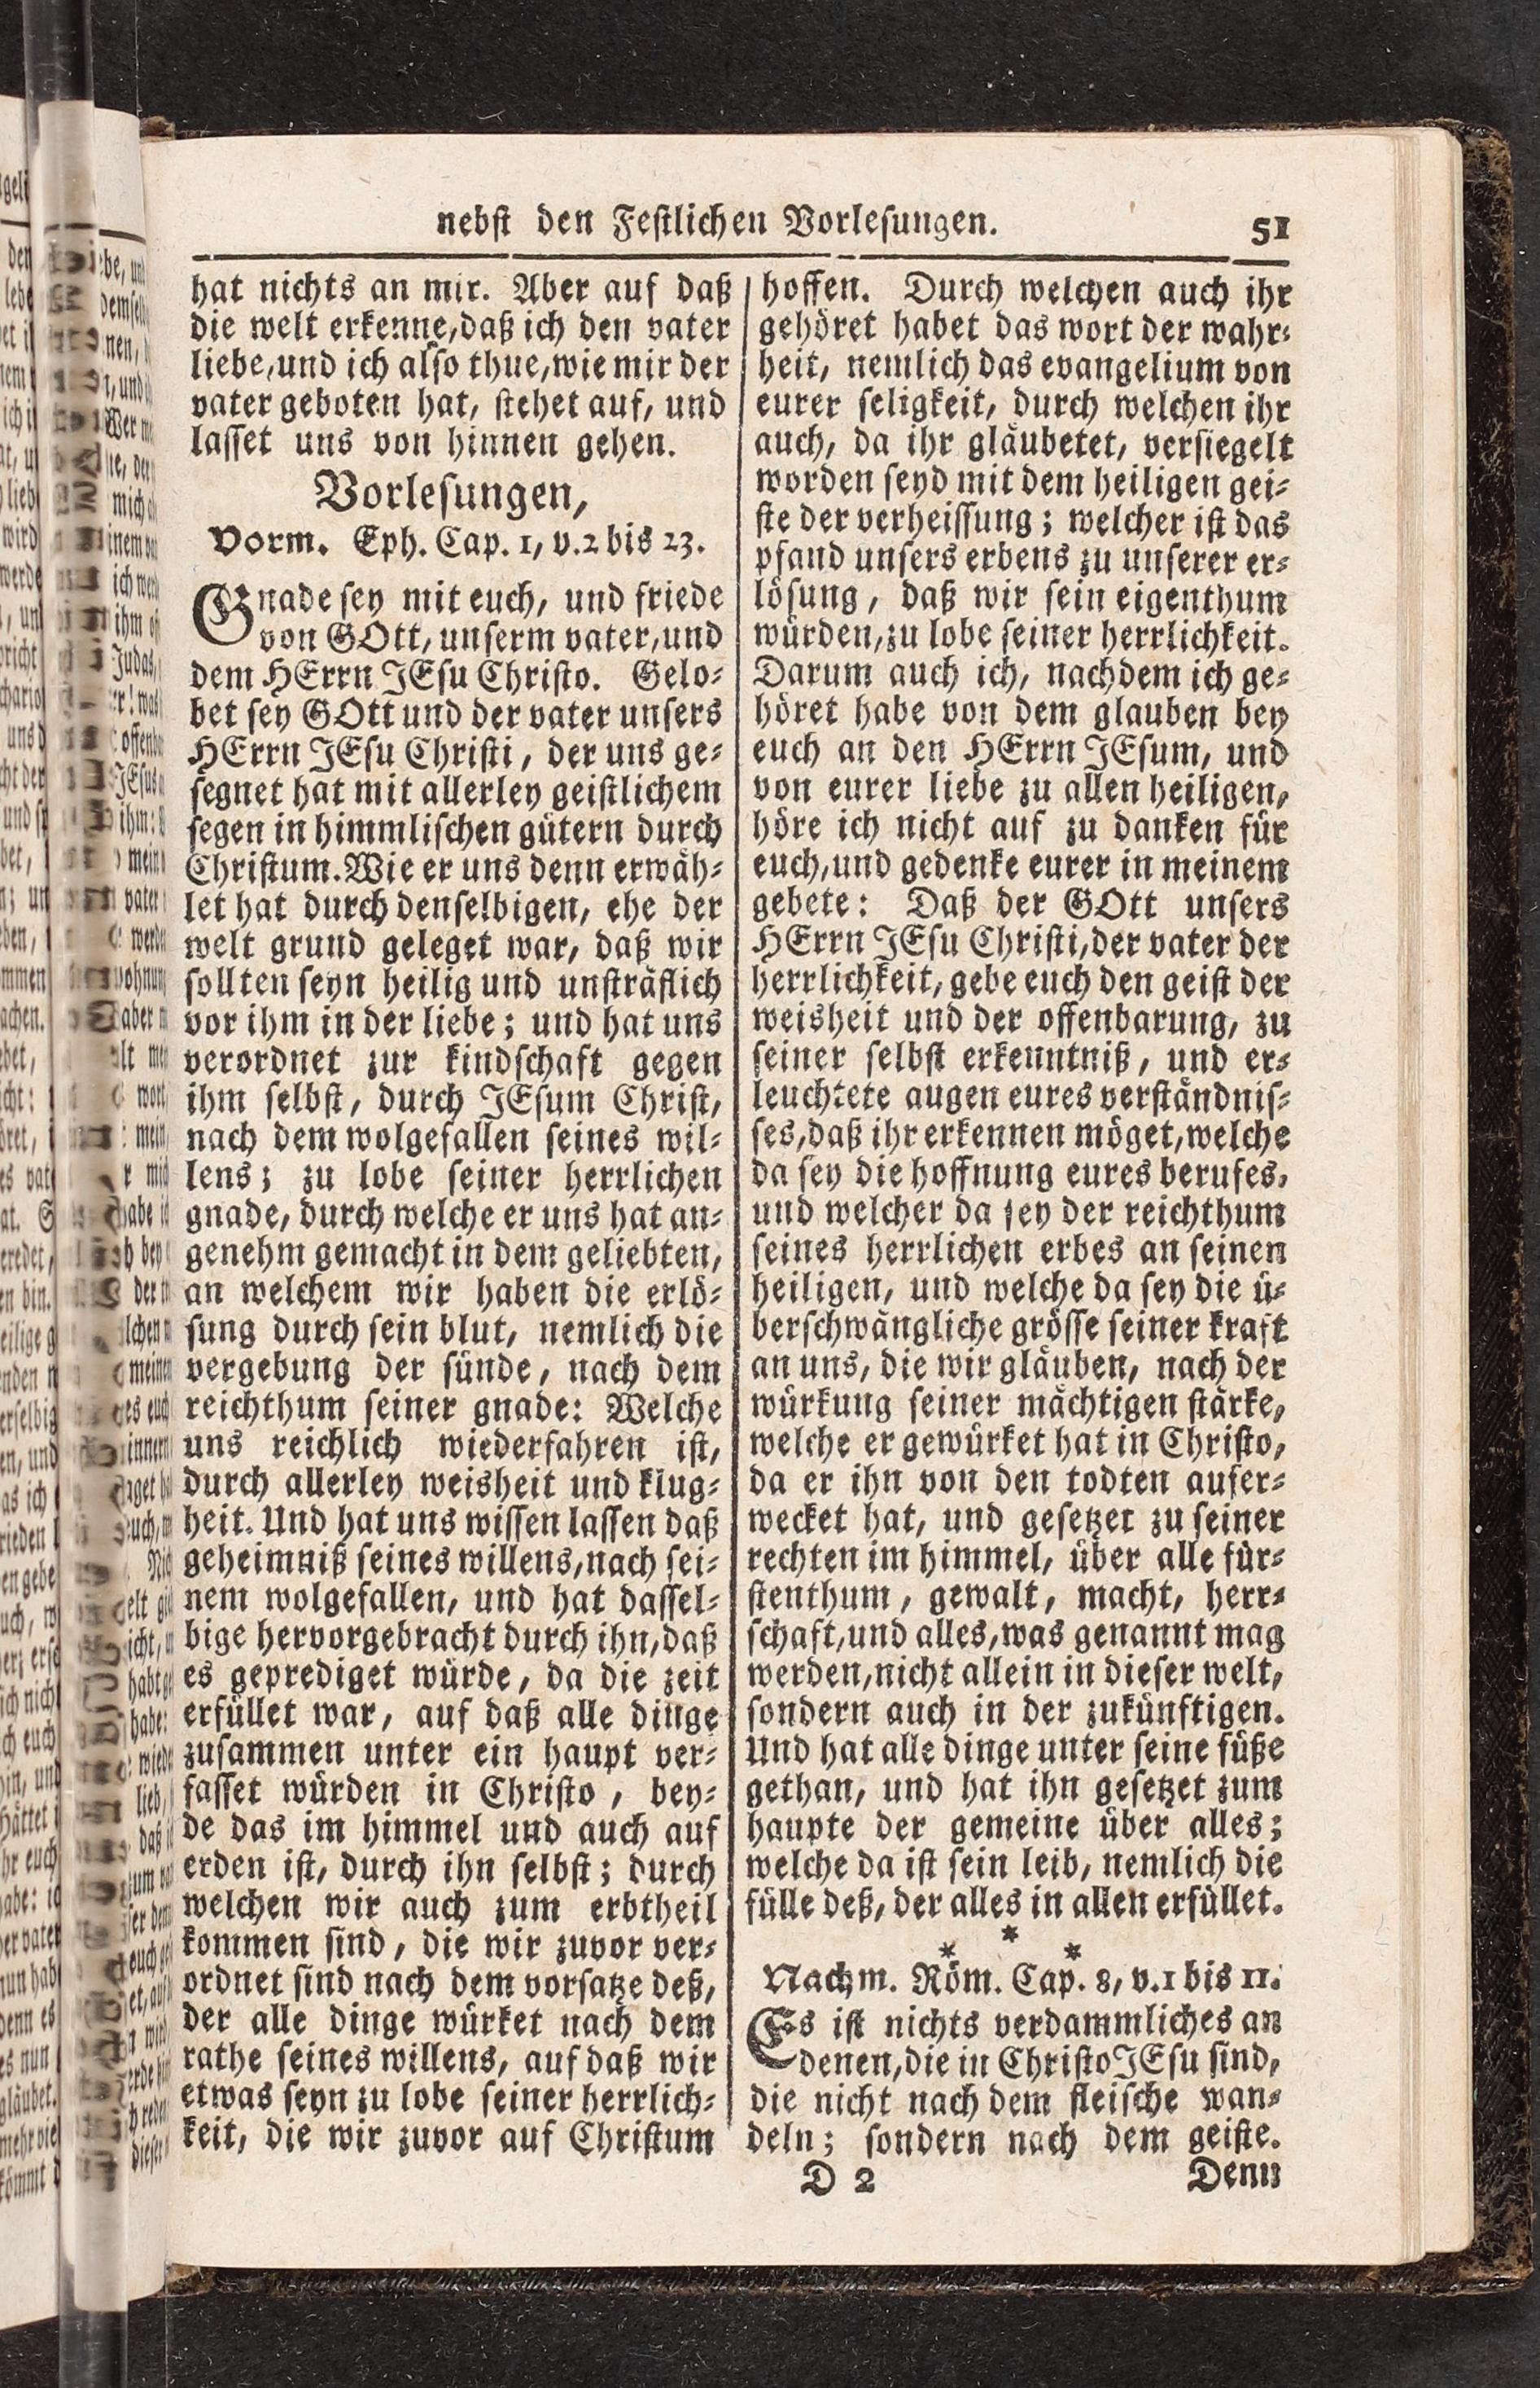 nebst den Festlichen Vorlesungen. 51
hat nichts an mir. Aber auf daß
die welt erkenne, daß ich den vater
liebe, und ich also thue, wie mir der
vater geboten hat, stehet auf, und
lasset uns von hinnen gehen.
Vorlesungen,
Vorm. Eph. Cap. 1, v. 2 bis 23.
Gnade sey mit euch, und friede
von GOtt, unserm vater, und
dem HErrn JEsu Christo. Gelo-
bet sey GOtt und der vater unsers
HErrn JEsu Christi, der uns ge-
segnet hat mit allerley geistlichem
segen in himmlischen gütern durch
Christum. Wie er uns denn erwäh-
let hat durch denselbigen, ehe der
welt grund geleget war, daß wir
sollten seyn heilig und unsträflich
vor ihm in der liebe; und hat uns
verordnet zur kindschaft gegen
ihm selbst, durch JEsum Christ,
nach dem wolgefallen seines wil-
lens; zu lobe seiner herrlichen
gnade, durch welche er uns hat an-
genehm gemacht in dem geliebten,
an welchem wir haben die erlö-
sung durch sein blut, nemlich die
vergebung der sünde, nach dem
reichthum seiner gnade: Welche
uns reichlich wiederfahren ist,
durch allerley weisheit und klug-
heit. Und hat uns wissen lassen daß
geheimniß seines willens, nach sei-
nem wolgefallen, und hat dassel-
bige hervorgebracht durch ihn, daß
es geprediget würde, da die zeit
erfüllet war, auf daß alle dinge
zusammen unter ein haupt ver-
fasset würden in Christo, bey-
de das im himmel und auch auf
erden ist, durch ihn selbst; durch
welchen wir auch zum erbtheil
kommen sind, die wir zuvor ver-
ordnet sind nach dem vorsatze deß,
der alle dinge würket nach dem
rathe seines willens, auf daß wir
etwas seyn zu lobe seiner herrlich-
keit, die wir zuvor auf Christum
hoffen. Durch welchen auch ihr
gehöret habet das wort der wahr-
heit, nemlich das evangelium von
eurer seligkeit, durch welchen ihr
auch, da ihr gläubetet, versiegelt
worden seyd mit dem heiligen gei-
ste der verheissung; welcher ist das
pfand unsers erbens zu unserer er-
lösung, daß wir sein eigenthum
würden, zu lobe seiner herrlichkeit.
Darum auch ich, nachdem ich ge-
höret habe von dem glauben bey
euch an den HErrn JEsum, und
von eurer liebe zu allen heiligen,
höre ich nicht auf zu danken für
euch, und gedenke eurer in meinem
gebete: Daß der GOtt unsers
HErrn JEsu Christi, der vater der
herrlichkeit, gebe euch den geist der
weisheit und der offenbarung, zu
seiner selbst erkenntniß, und er-
leuchtete augen eures verständnis-
ses, daß ihr erkennen möget, welche
da sey die hoffnung eures berufes,
und welcher da sey der reichthum
seines herrlichen erbes an seinen
heiligen, und welche da sey die ü-
berschwängliche grösse seiner kraft
an uns, die wir gläuben, nach der
würkung seiner mächtigen stärke,
welche er gewürket hat in Christo,
da er ihn von den todten aufer-
wecket hat, und gesetzet zu seiner
rechten im himmel, über alle für-
stenthum, gewalt, macht, herr-
schaft, und alles, was genannt mag
werden, nicht allein in dieser welt,
sondern auch in der zukünftigen.
Und hat alle dinge unter seine füße
gethan, und hat ihn gesetzet zum
haupte der gemeine über alles;
welche da ist sein leib, nemlich die
fülle deß, der alles in allen erfüllet.
* * *
Nachm. Röm. Cap. 8, v. 1 bis 11.
Es ist nichts verdammliches an
denen, die in Christo JEsu sind,
die nicht nach dem fleische wan-
deln; sondern nach dem geiste.
D 2 Denn